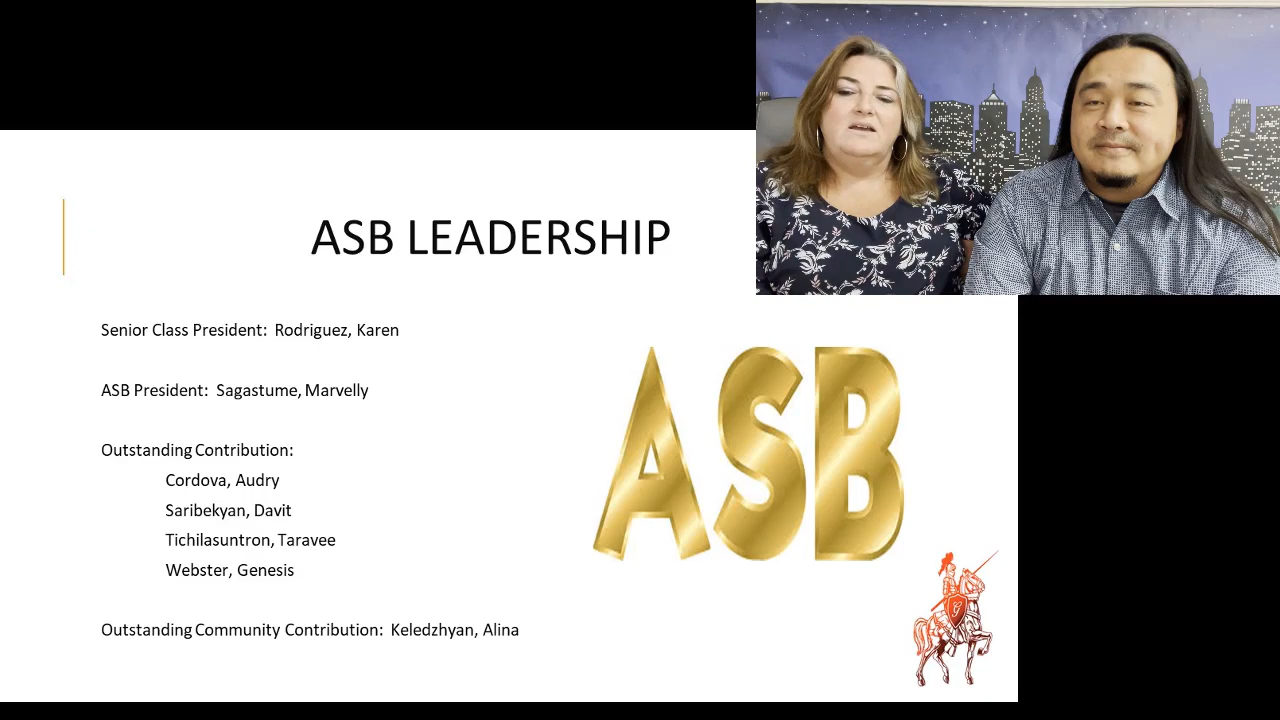 ASB LEADERSHIP
Senior Class President: Rodriguez, Karen
ASB President: Sagastume, Marvelly
Outstanding Contribution:
Cordova, Audry
Saribekyan, Davit
Tichilasuntron, Taravee
Webster, Genesis
Outstanding Community Contribution: Keledzhyan, Alina
ASB
G